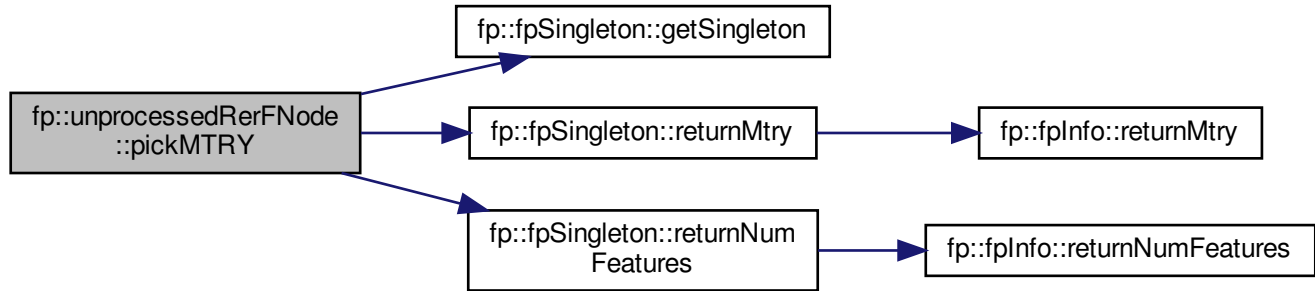 fp::fpSingleton::getSingleton
fp::unprocessedRerFNode
::pickMTRY
fp::fpSingleton::returnMtry
fp::fpInfo::returnMtry
fp::fpSingleton::returnNum
Features
fp::fpInfo::returnNumFeatures